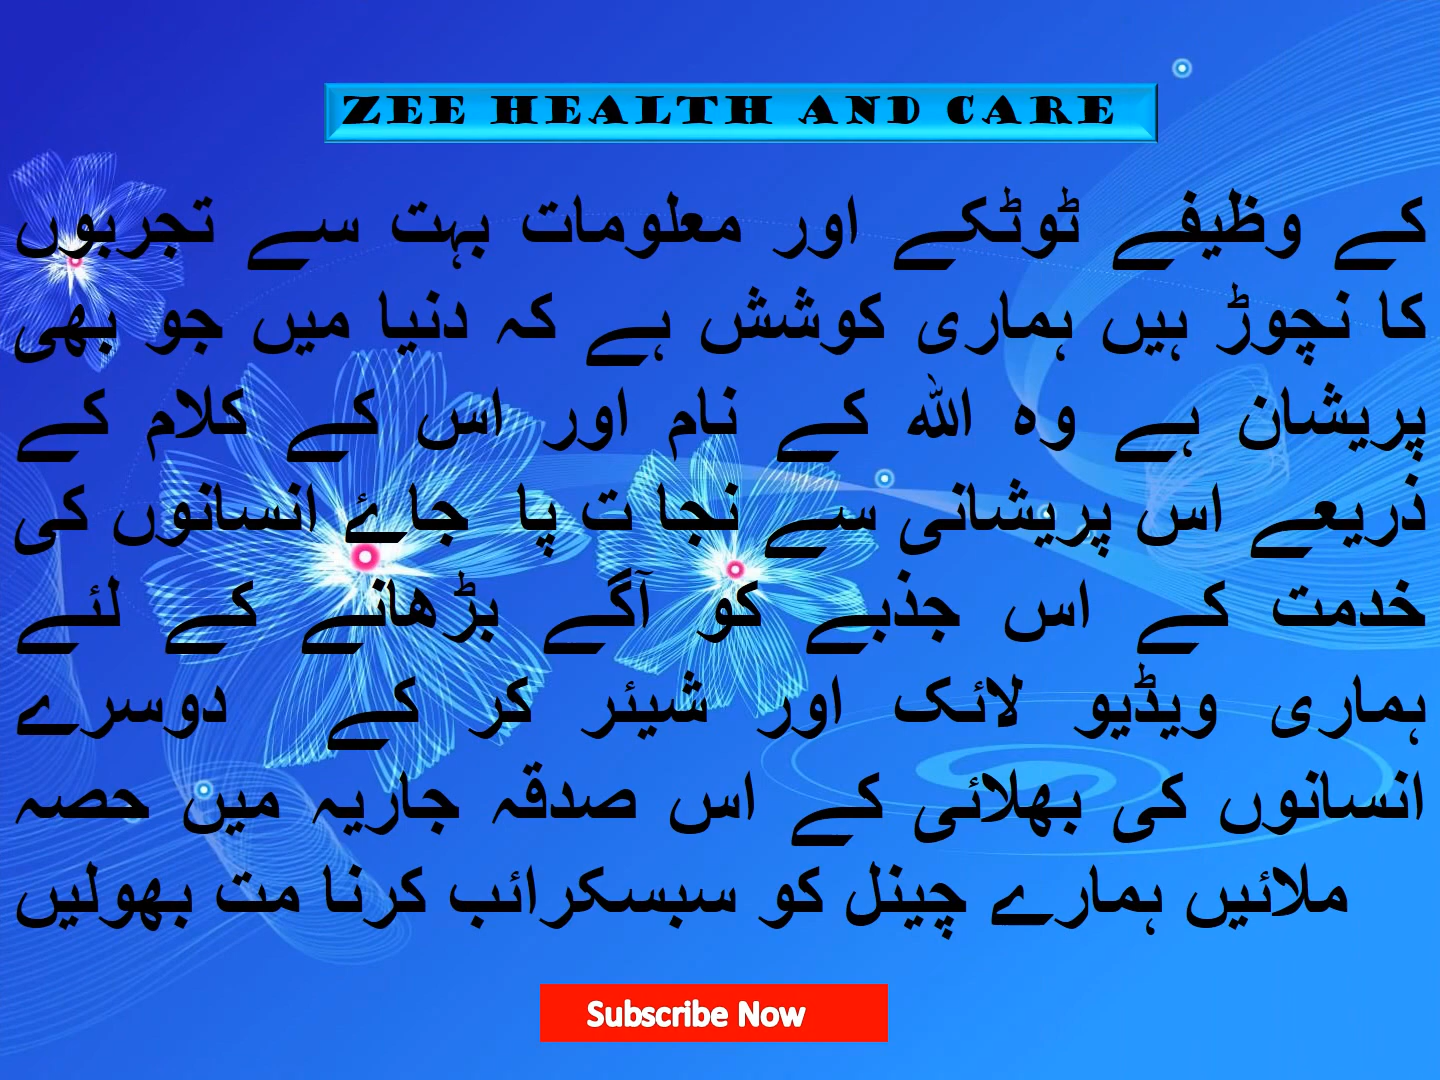 ZEE HEALTH AND CARE
کے وظیفے ٹوٹکے اور معلومات بہت سے تجربوں
کا نچوڑ ہیں ہماری کوشش ہے کہ دنیا میں جو بھی
پریشان ہے وہ اللہ کے نام اور اس کے کلام کے
ذریعے اس پریشانی سے نجا ت پا جا ۓ انسانوں کی
خدمت کے اس جذبے کو آگے بڑھانے کے لئے
ہماری ویڈیو لائک اور شیئر کر کے دوسرے
انسانوں کی بھلائی کے اس صدقہ جاریہ میں حصہ
ملائیں ہمارے چینل کو سبسکرائب کرنا مت بھولیں
Subscribe Now